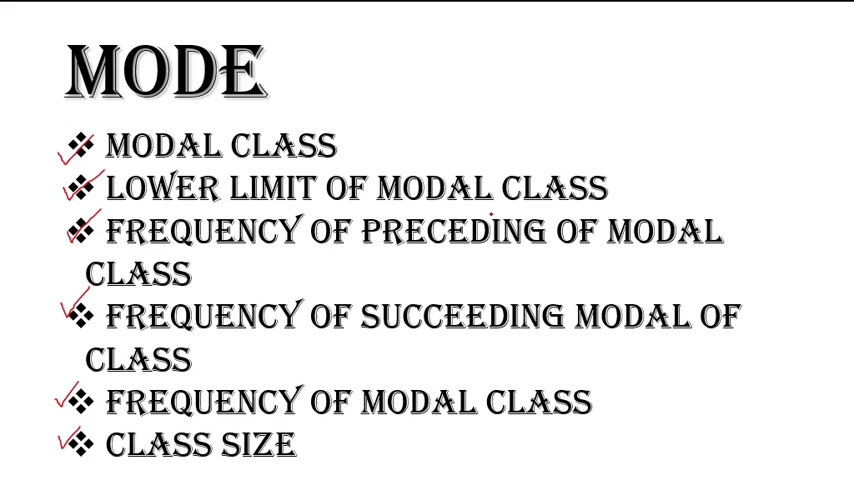 MODE
❖ MODAL CLASS
❖ LOWER LIMIT OF MODAL CLASS
❖ FREQUENCY OF PRECEDING OF MODAL
CLASS
❖ FREQUENCY OF SUCCEEDING MODAL OF
CLASS
❖ FREQUENCY OF MODAL CLASS
❖ CLASS SIZE